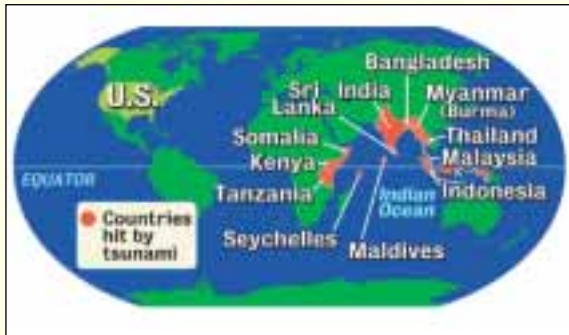 Bangladesh
U.S.
Sri
Lanka
India
Myanmar
(Burma)
Somalia
Thailand
Kenya
Malaysia
EQUATOR
Tanzania
Indian
Ocean
Indonesia
Countries
hit by
tsunami
Seychelles
Maldives